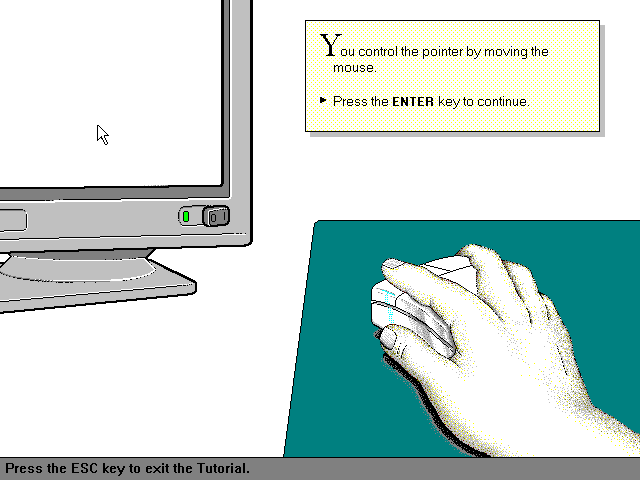 You control the pointer by moving the
mouse.
Press the ENTER key to continue.
Press the ESC key to exit the Tutorial.